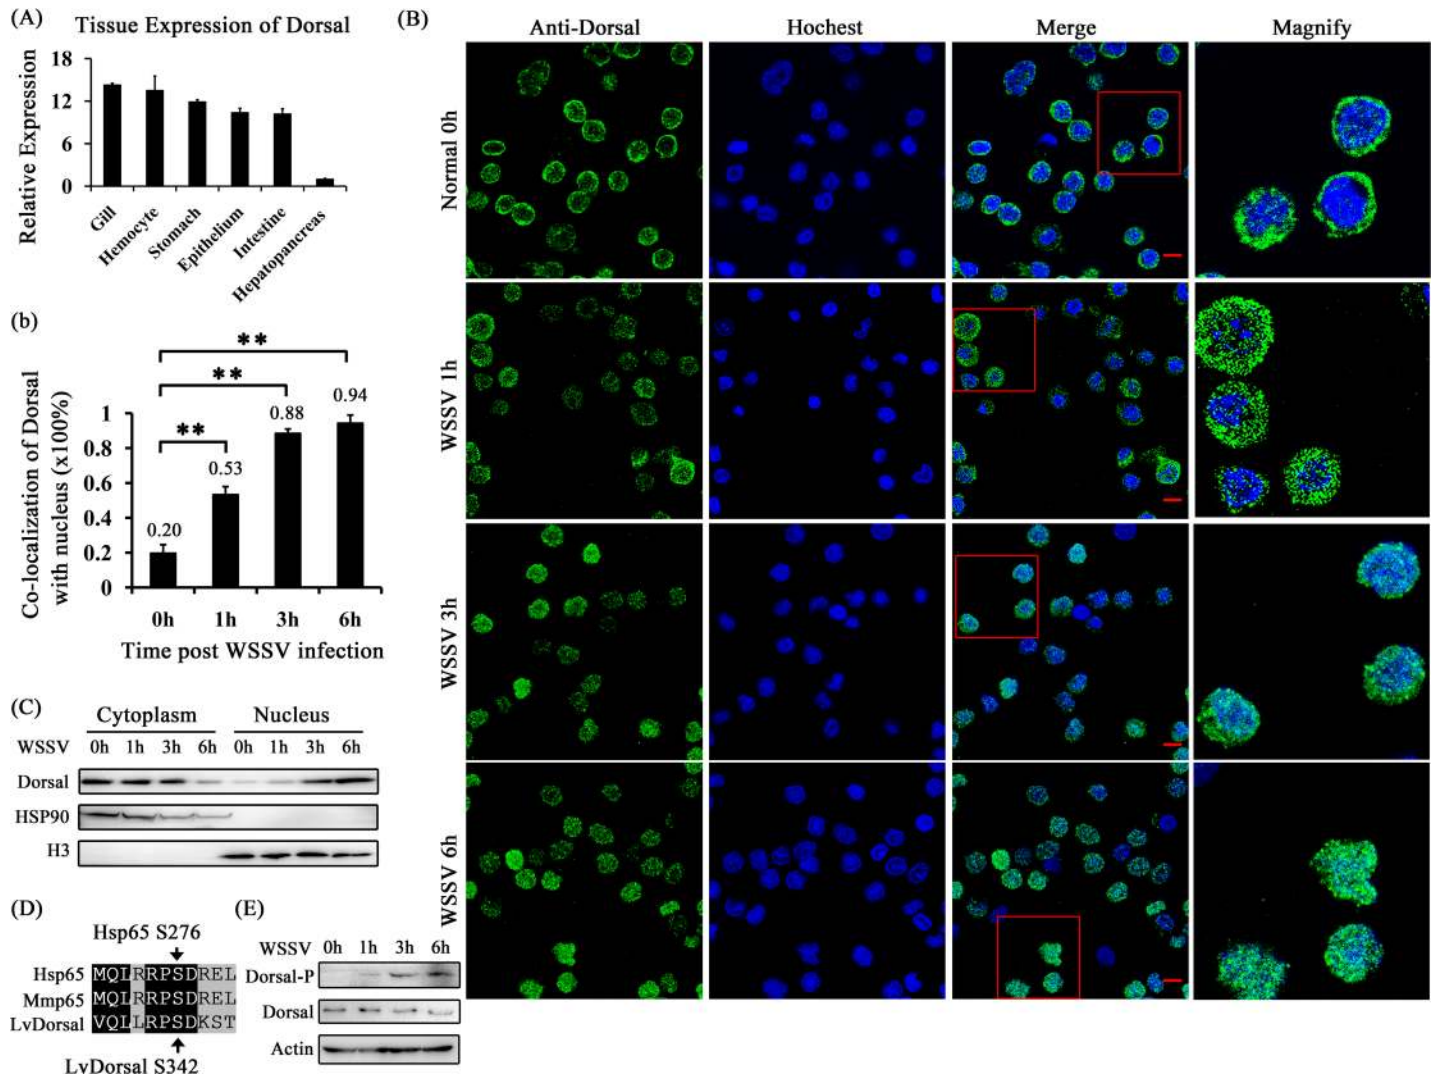 (A)
Tissue Expression of Dorsal
Relative Expression
18
12
6
0
Gill
Hemocyte
Stomach
Epithelium
Intestine
Hepatopancreas
(b)
Co-localization of Dorsal
with nucleus (x100%)
1
0.8
0.6
0.4
0.2
0
**
**
**
0.20
0.53
0.88
0.94
0h 1h 3h 6h
Time post WSSV infection
(C)
Cytoplasm Nucleus
WSSV 0h 1h 3h 6h 0h 1h 3h 6h
Dorsal
HSP90
H3
(D)
Hsp65 S276
Hsp65 MQLRRPSDREL
Mmp65 MQLRRPSDREL
LvDorsal VQLLRPSDKST
LvDorsal S342
(E)
WSSV 0h 1h 3h 6h
Dorsal-P
Dorsal
Actin
(B)
Anti-Dorsal Hochest Merge Magnify
Normal 0h
WSSV 1h
WSSV 3h
WSSV 6h